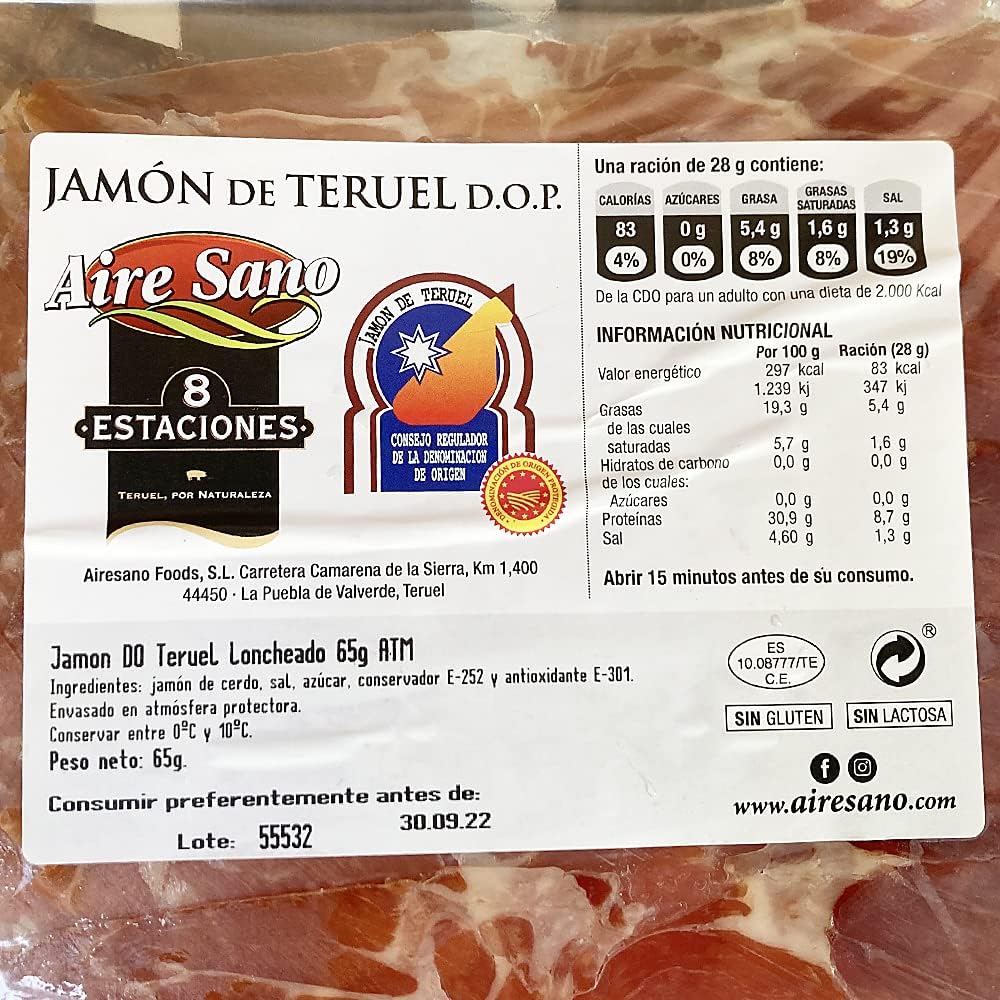 JAMÓN DE TERUEL D.O.P.
Aire Sano
8
ESTACIONES
TERUEL, POR NATURALEZA
JAMON DE TERUEL
CONSEJO REGULADOR
DE LA DENOMINACION
DE ORIGEN
DENOMINACIÓN DE ORIGEN PROTEGIDA
Airesano Foods, S.L. Carretera Camarena de la Sierra, Km 1,400
44450 · La Puebla de Valverde, Teruel
Una ración de 28 g contiene:
CALORÍAS AZÚCARES GRASA GRASAS SATURADAS SAL
83 0 g 5,4 g 1,6 g 1,3 g
4% 0% 8% 8% 19%
De la CDO para un adulto con una dieta de 2.000 Kcal
INFORMACIÓN NUTRICIONAL
Por 100 g Ración (28 g)
Valor energético 297 kcal 83 kcal
1.239 kj 347 kj
Grasas 19,3 g 5,4 g
de las cuales
saturadas 5,7 g 1,6 g
Hidratos de carbono 0,0 g 0,0 g
de los cuales:
Azúcares 0,0 g 0,0 g
Proteínas 30,9 g 8,7 g
Sal 4,60 g 1,3 g
Abrir 15 minutos antes de su consumo.
Jamon DO Teruel Loncheado 65g ATM
Ingredientes: jamón de cerdo, sal, azúcar, conservador E-252 y antioxidante E-301.
Envasado en atmósfera protectora.
Conservar entre 0ºC y 10ºC.
Peso neto: 65g.
Consumir preferentemente antes de:
30.09.22
Lote: 55532
ES
10.08777/TE
C.E.
®
SIN GLUTEN SIN LACTOSA
www.airesano.com